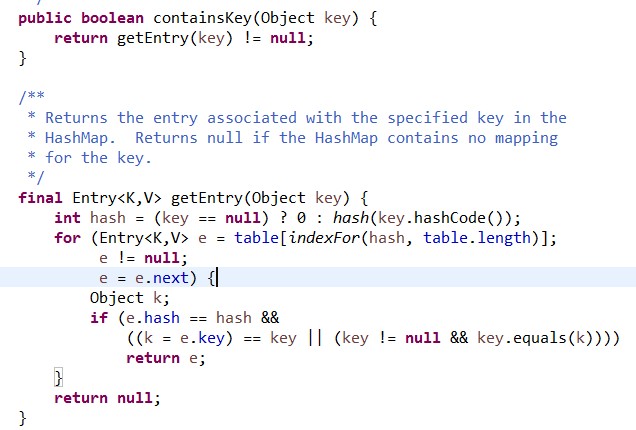 public boolean containsKey(Object key) {
    return getEntry(key) != null;
}

/**
 * Returns the entry associated with the specified key in the
 * HashMap.  Returns null if the HashMap contains no mapping
 * for the key.
 */
final Entry<K,V> getEntry(Object key) {
    int hash = (key == null) ? 0 : hash(key.hashCode());
    for (Entry<K,V> e = table[indexFor(hash, table.length)];
         e != null;
         e = e.next) {
        Object k;
        if (e.hash == hash &&
            ((k = e.key) == key || (key != null && key.equals(k))))
            return e;
    }
    return null;
}